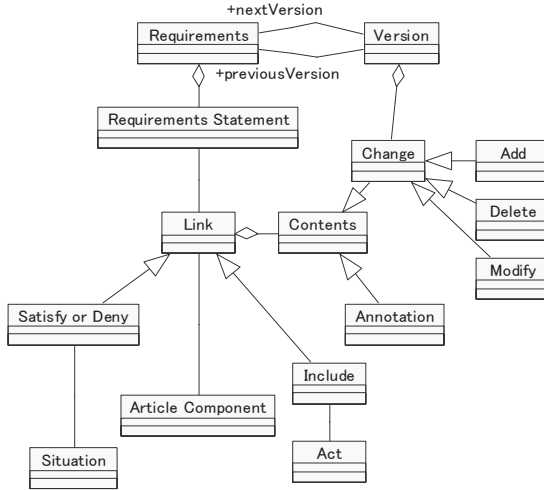 +nextVersion
Requirements
Version
+previousVersion
Requirements Statement
Change
Add
Delete
Link
Contents
Modify
Satisfy or Deny
Annotation
Include
Article Component
Situation
Act